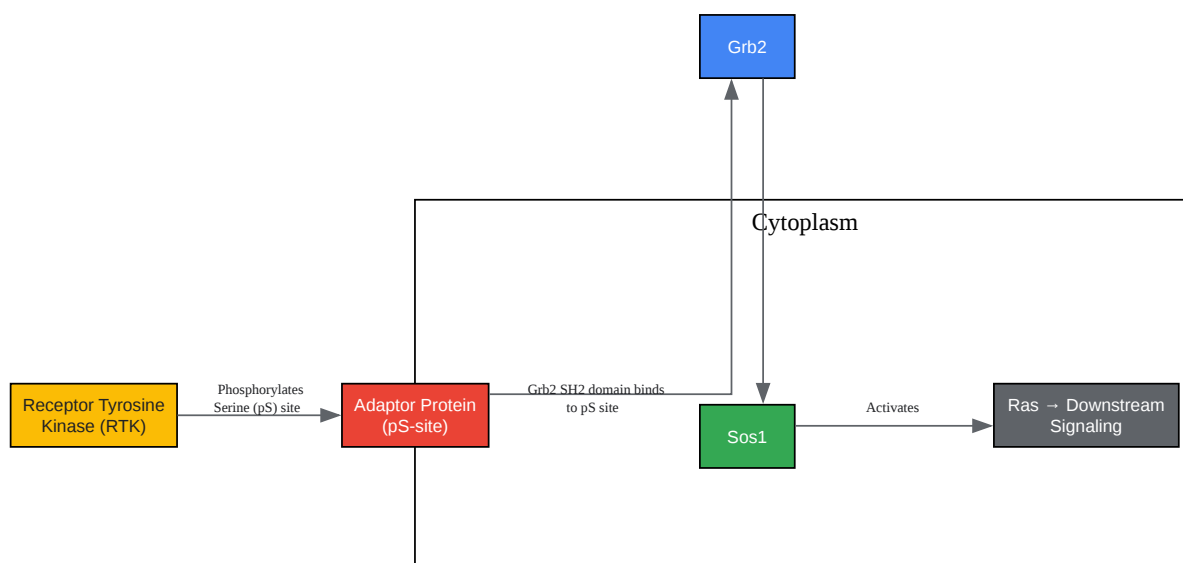 Grb2
Cytoplasm
Receptor Tyrosine
Kinase (RTK)
Phosphorylates
Serine (pS) site
Adaptor Protein
(pS-site)
Grb2 SH2 domain binds
to pS site
Sos1
Activates
Ras → Downstream
Signaling